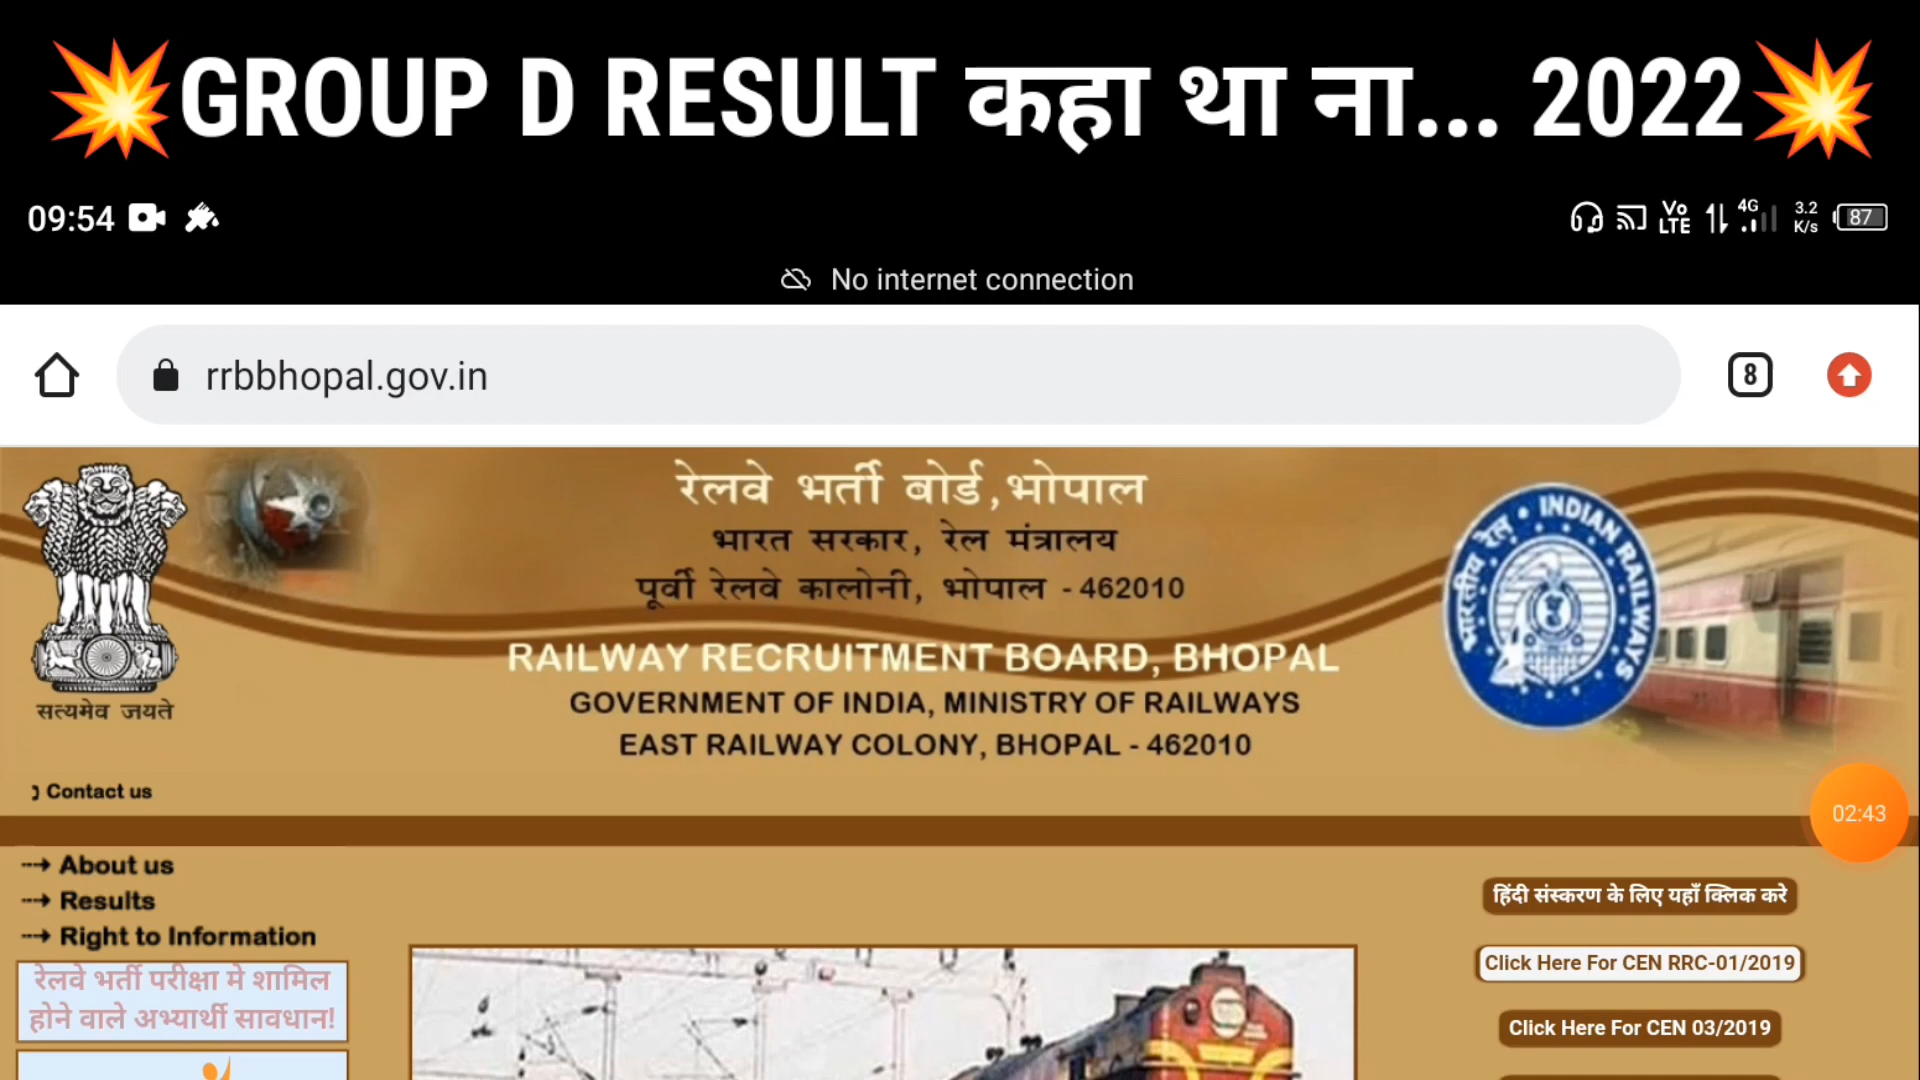 💥GROUP D RESULT कहा था ना... 2022💥
09:54
Vo LTE 4G 3.2 K/s 87
No internet connection
rrbbhopal.gov.in
8
रेलवे भर्ती बोर्ड,भोपाल
भारत सरकार, रेल मंत्रालय
पूर्वी रेलवे कालोनी, भोपाल - 462010
RAILWAY RECRUITMENT BOARD, BHOPAL
GOVERNMENT OF INDIA, MINISTRY OF RAILWAYS
EAST RAILWAY COLONY, BHOPAL - 462010
सत्यमेव जयते
भारतीय रेल • INDIAN RAILWAYS
Contact us
02:43
About us
Results
Right to Information
रेलवे भर्ती परीक्षा मे शामिल
होने वाले अभ्यार्थी सावधान!
हिंदी संस्करण के लिए यहाँ क्लिक करे
Click Here For CEN RRC-01/2019
Click Here For CEN 03/2019